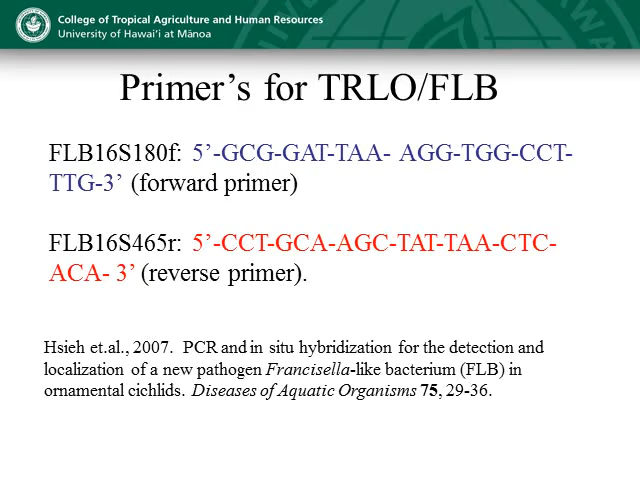 College of Tropical Agriculture and Human Resources
University of Hawai'i at Mānoa
Primer's for TRLO/FLB
FLB16S180f: 5'-GCG-GAT-TAA- AGG-TGG-CCT-
TTG-3' (forward primer)
FLB16S465r: 5'-CCT-GCA-AGC-TAT-TAA-CTC-
ACA- 3' (reverse primer).
Hsieh et.al., 2007. PCR and in situ hybridization for the detection and
localization of a new pathogen Francisella-like bacterium (FLB) in
ornamental cichlids. Diseases of Aquatic Organisms 75, 29-36.